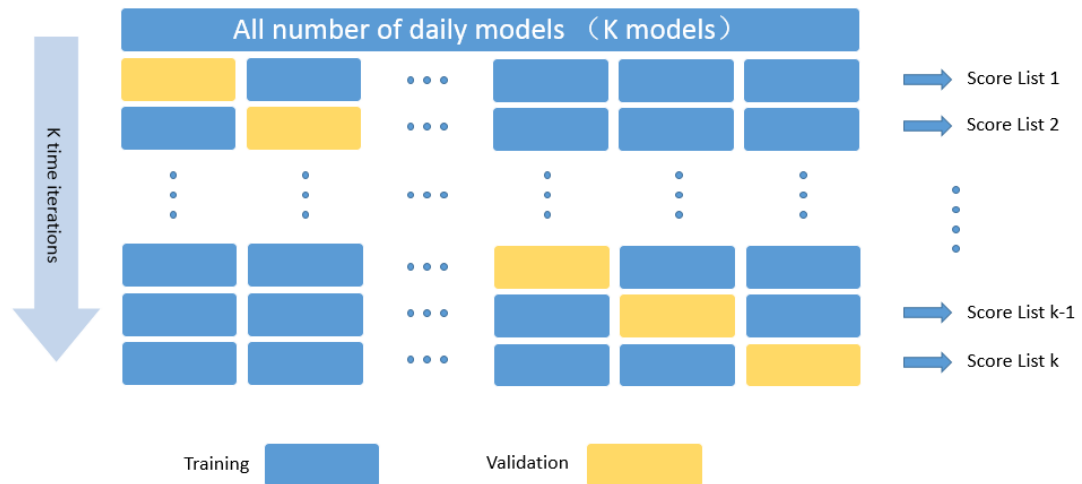 All number of daily models （K models）
K time iterations
Score List 1
Score List 2
Score List k-1
Score List k
Training
Validation